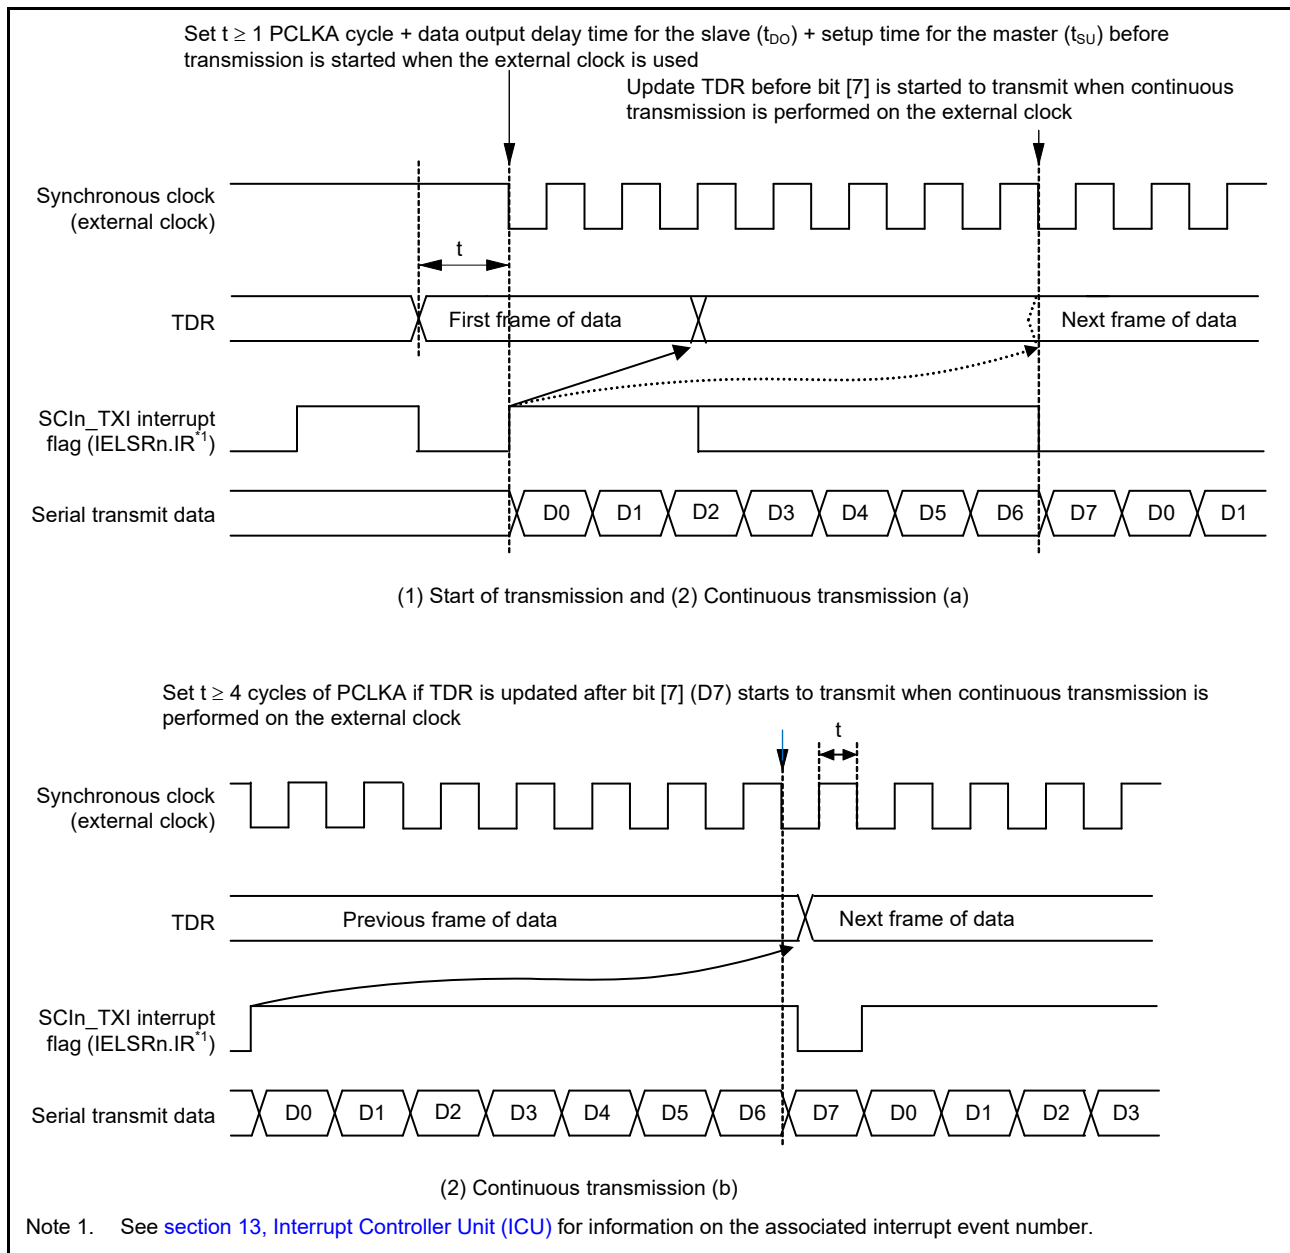 Set t ≥ 1 PCLKA cycle + data output delay time for the slave (tDO) + setup time for the master (tSU) before
transmission is started when the external clock is used
Update TDR before bit [7] is started to transmit when continuous
transmission is performed on the external clock
Synchronous clock
(external clock)
t
TDR
First frame of data
Next frame of data
SCIn_TXI interrupt
flag (IELSRn.IR*1)
Serial transmit data
D0 D1 D2 D3 D4 D5 D6 D7 D0 D1
(1) Start of transmission and (2) Continuous transmission (a)
Set t ≥ 4 cycles of PCLKA if TDR is updated after bit [7] (D7) starts to transmit when continuous transmission is
performed on the external clock
t
Synchronous clock
(external clock)
TDR
Previous frame of data
Next frame of data
SCIn_TXI interrupt
flag (IELSRn.IR*1)
Serial transmit data
D0 D1 D2 D3 D4 D5 D6 D7 D0 D1 D2 D3
(2) Continuous transmission (b)
Note 1. See section 13, Interrupt Controller Unit (ICU) for information on the associated interrupt event number.